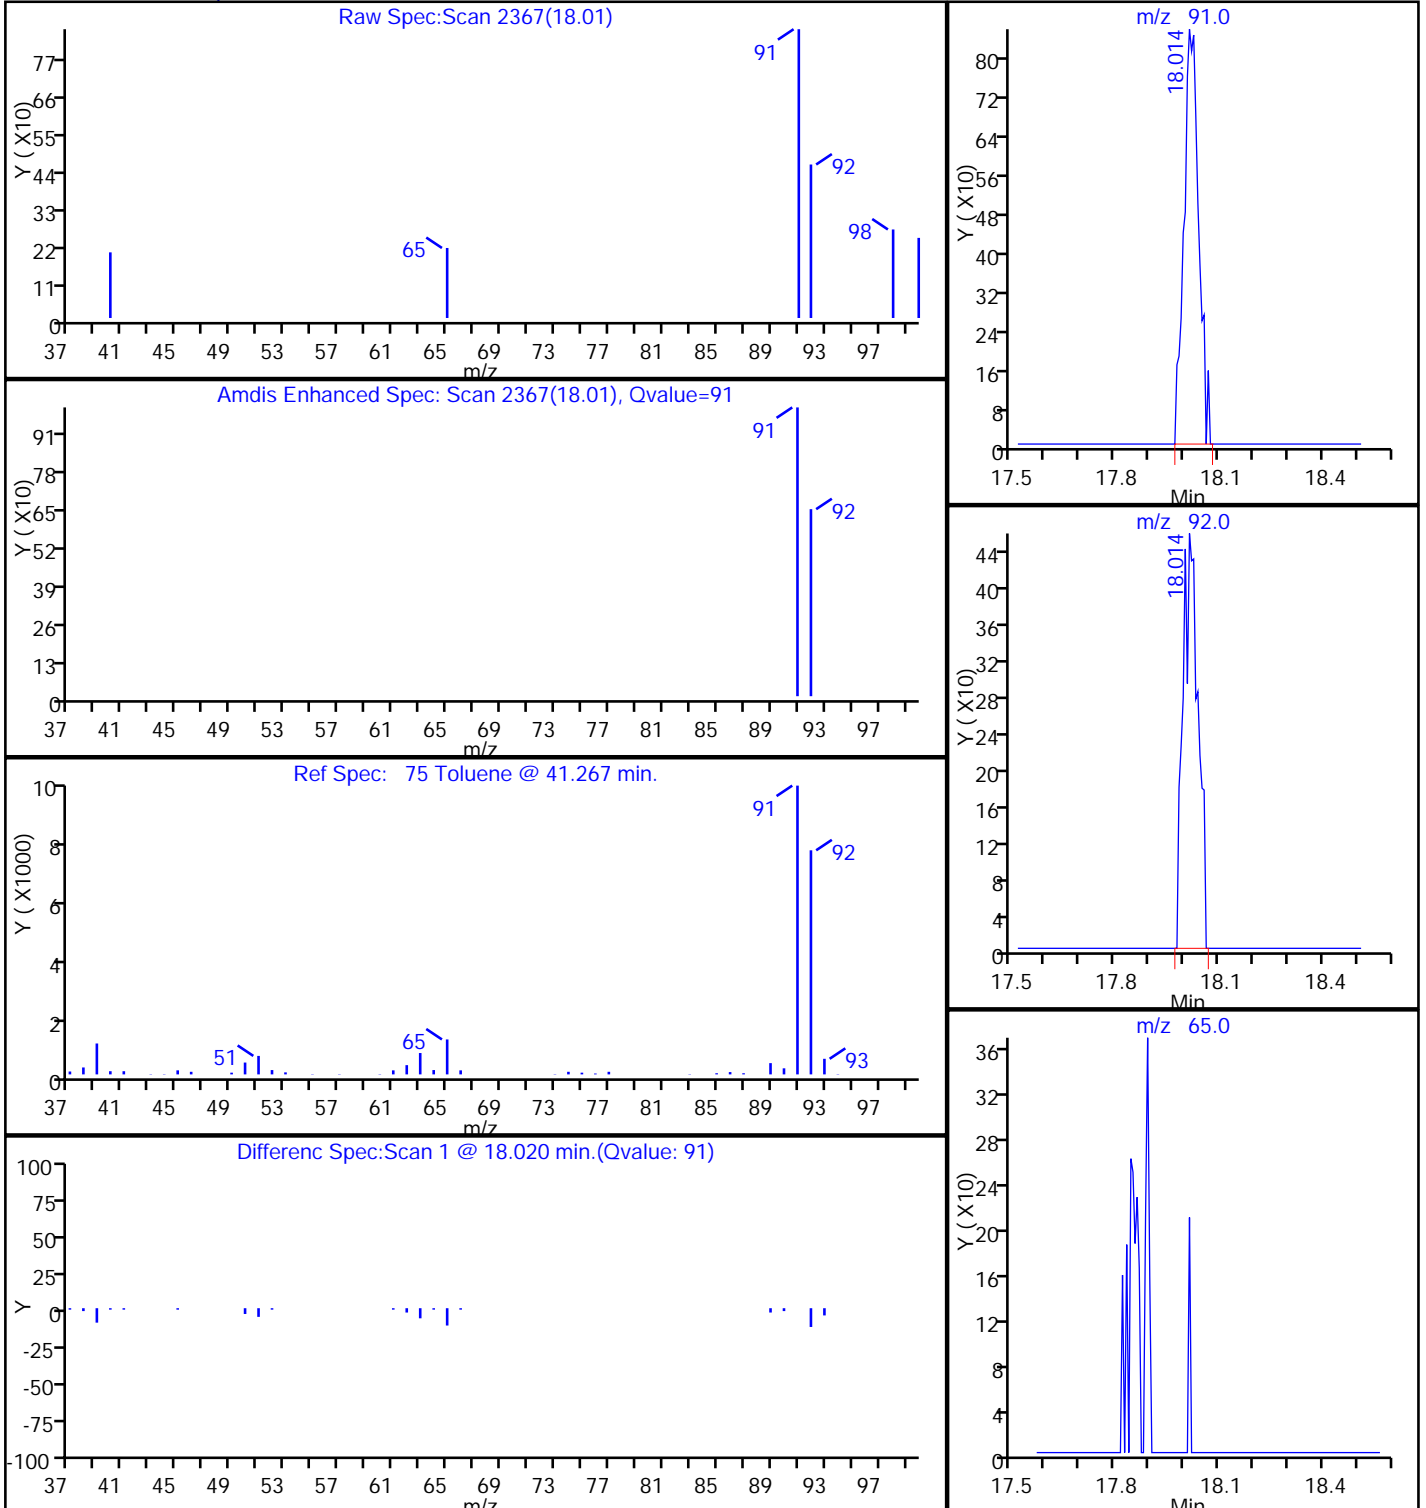 Raw Spec:Scan 2367(18.01)
Y ( X10)
77
66
55
44
33
22
11
0
91
92
98
65
37 41 45 49 53 57 61 65 69 73 77 81 85 89 93 97
m/z
Amdis Enhanced Spec: Scan 2367(18.01), Qvalue=91
Y ( X10)
91
78
65
52
39
26
13
0
91
92
37 41 45 49 53 57 61 65 69 73 77 81 85 89 93 97
m/z
Ref Spec: 75 Toluene @ 41.267 min.
Y ( X1000)
10
8
6
4
2
0
91
92
65
51
93
37 41 45 49 53 57 61 65 69 73 77 81 85 89 93 97
m/z
Differenc Spec:Scan 1 @ 18.020 min.(Qvalue: 91)
Y
100
75
50
25
0
-25
-50
-75
-100
37 41 45 49 53 57 61 65 69 73 77 81 85 89 93 97
m/z
m/z 91.0
18.014
Y ( X10)
80
72
64
56
48
40
32
24
16
8
0
17.5 17.8 18.1 18.4
Min
m/z 92.0
18.014
Y ( X10)
44
40
36
32
28
24
20
16
12
8
4
0
17.5 17.8 18.1 18.4
Min
m/z 65.0
Y ( X10)
36
32
28
24
20
16
12
8
4
0
17.5 17.8 18.1 18.4
Min